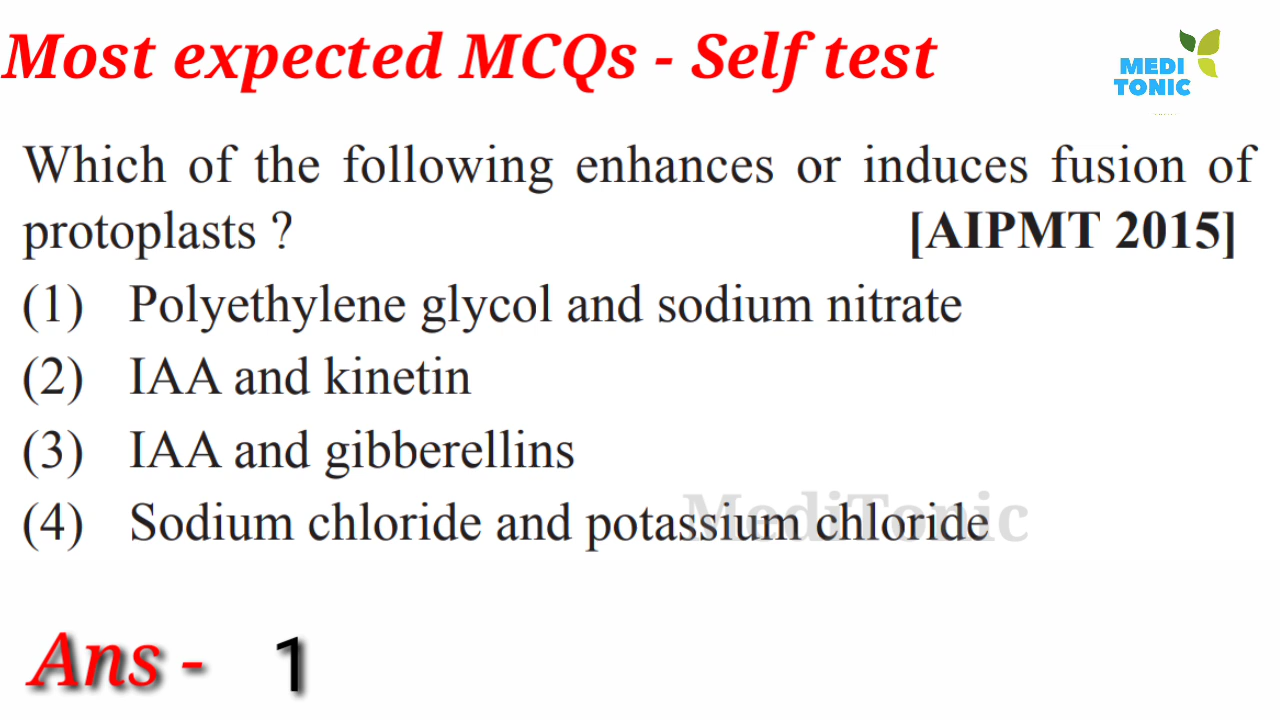 Most expected MCQs - Self test
MEDI
TONIC
Which of the following enhances or induces fusion of
protoplasts ? [AIPMT 2015]
(1) Polyethylene glycol and sodium nitrate
(2) IAA and kinetin
(3) IAA and gibberellins
(4) Sodium chloride and potassium chloride
MediTonic
Ans - 1